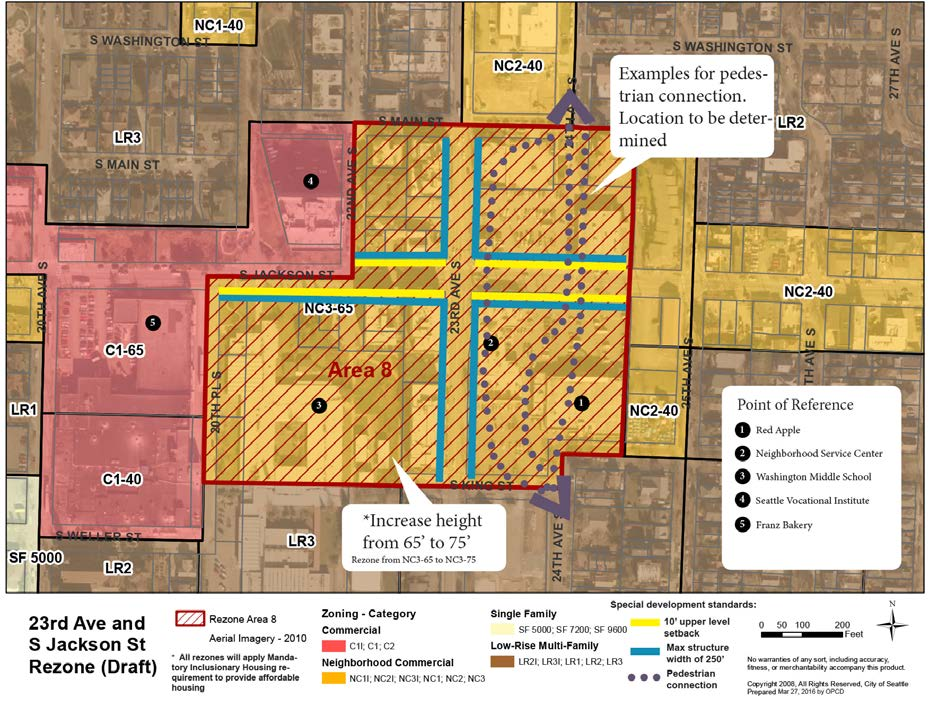 NC1-40
S WASHINGTON ST
S WASHINGTON ST
27TH AVE S
NC2-40
Examples for pedes-
trian connection.
Location to be deter-
mined
LR2
LR3
S MAIN ST
S MAIN ST
4
22ND AVE S
S JACKSON ST
20TH AVE S
23RD AVE S
NC3-65
NC2-40
5
C1-65
2
Area 8
3
1
20TH PL S
25TH AVE S
LR1
NC2-40
C1-40
Point of Reference
1 Red Apple
2 Neighborhood Service Center
3 Washington Middle School
4 Seattle Vocational Institute
5 Franz Bakery
S KING ST
*Increase height
from 65' to 75'
Rezone from NC3-65 to NC3-75
S WELLER ST
SF 5000
LR2
LR3
24TH AVE S
23rd Ave and
S Jackson St
Rezone (Draft)
Rezone Area 8
Aerial Imagery - 2010
* All rezones will apply Manda-
tory Inclusionary Housing re-
quirement to provide affordable
housing
Zoning - Category
Commercial
C1I; C1; C2
Neighborhood Commercial
NC1I; NC2I; NC3I; NC1; NC2; NC3
Single Family
SF 5000; SF 7200; SF 9600
Low-Rise Multi-Family
LR2I; LR3I; LR1; LR2; LR3
Special development standards:
10' upper level
setback
Max structure
width of 250'
Pedestrian
connection
N
0 50 100 200
Feet
No warranties of any sort, including accuracy,
fitness, or merchantability accompany this product.
Copyright 2008, All Rights Reserved, City of Seattle
Prepared Mar 27, 2016 by OPCD